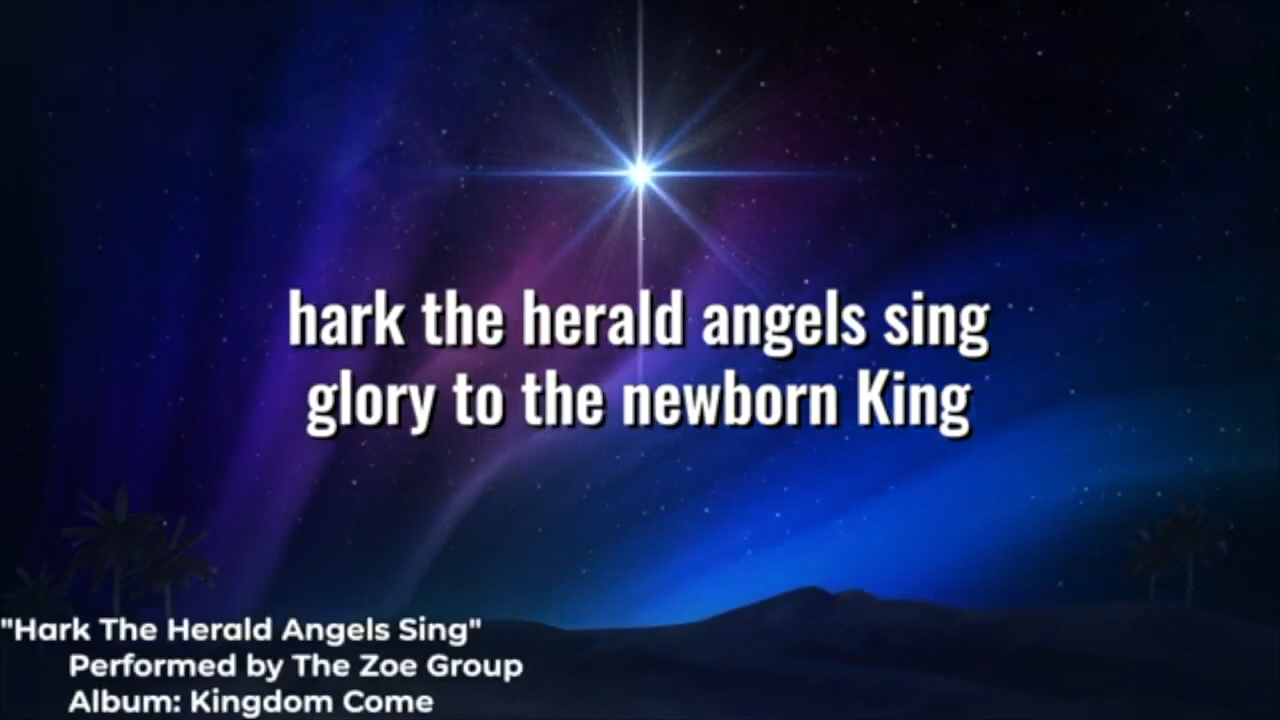 hark the herald angels sing
glory to the newborn King
"Hark The Herald Angels Sing"
Performed by The Zoe Group
Album: Kingdom Come